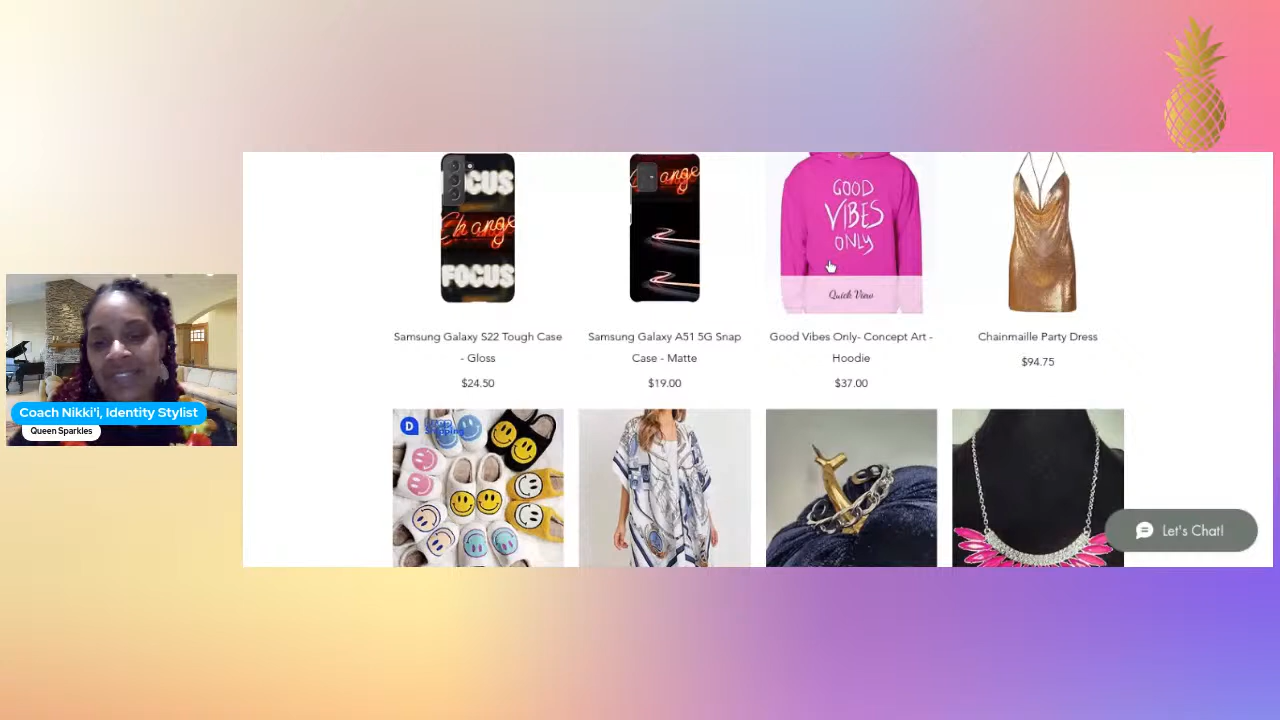 CUS
Change
FOCUS
ange
GOOD
VIBES
ONLY
Quick View
Samsung Galaxy S22 Tough Case
- Gloss
$24.50
Samsung Galaxy A51 5G Snap
Case - Matte
$19.00
Good Vibes Only- Concept Art -
Hoodie
$37.00
Chainmaille Party Dress
$94.75
D
Coach Nikki'i, Identity Stylist
Queen Sparkles
Let's Chat!